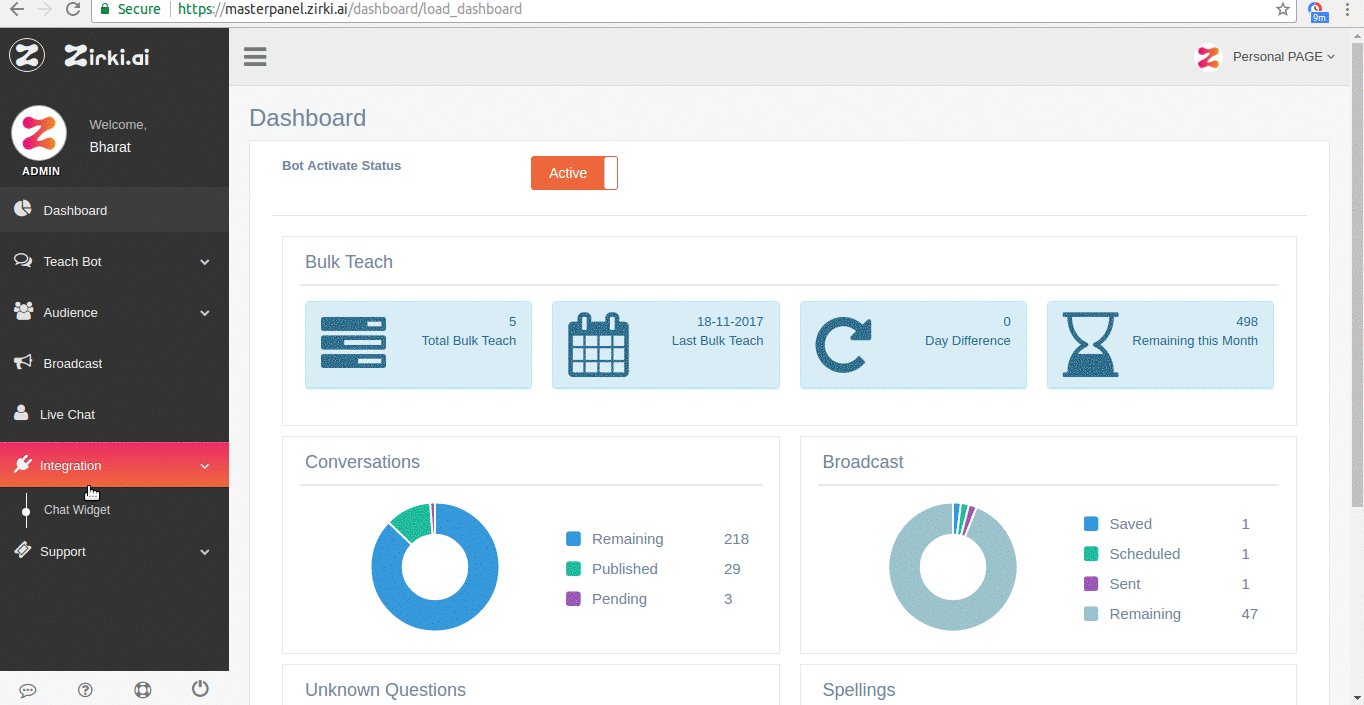 Secure | https://masterpanel.zirki.ai/dashboard/load_dashboard
9m
Zirki.ai
Personal PAGE
Welcome,
Bharat
ADMIN
Dashboard
Teach Bot
Audience
Broadcast
Live Chat
Integration
Chat Widget
Support
Dashboard
Bot Activate Status
Active
Bulk Teach
5
Total Bulk Teach
18-11-2017
Last Bulk Teach
0
Day Difference
498
Remaining this Month
Conversations
Remaining 218
Published 29
Pending 3
Broadcast
Saved 1
Scheduled 1
Sent 1
Remaining 47
Unknown Questions
Spellings